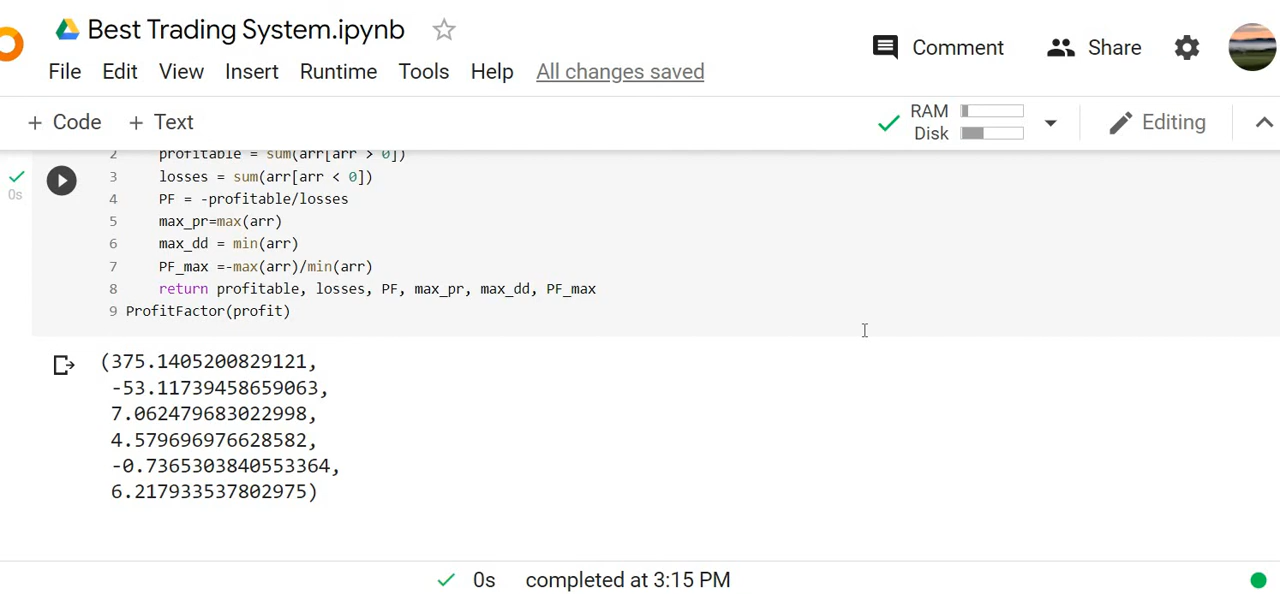 Best Trading System.ipynb
File Edit View Insert Runtime Tools Help All changes saved
Comment Share
+ Code + Text
RAM
Disk
Editing
2 profitable = sum(arr[arr > 0])
3 losses = sum(arr[arr < 0])
0s
4 PF = -profitable/losses
5 max_pr=max(arr)
6 max_dd = min(arr)
7 PF_max =-max(arr)/min(arr)
8 return profitable, losses, PF, max_pr, max_dd, PF_max
9 ProfitFactor(profit)
(375.1405200829121,
-53.11739458659063,
7.062479683022998,
4.579696976628582,
-0.7365303840553364,
6.217933537802975)
0s completed at 3:15 PM